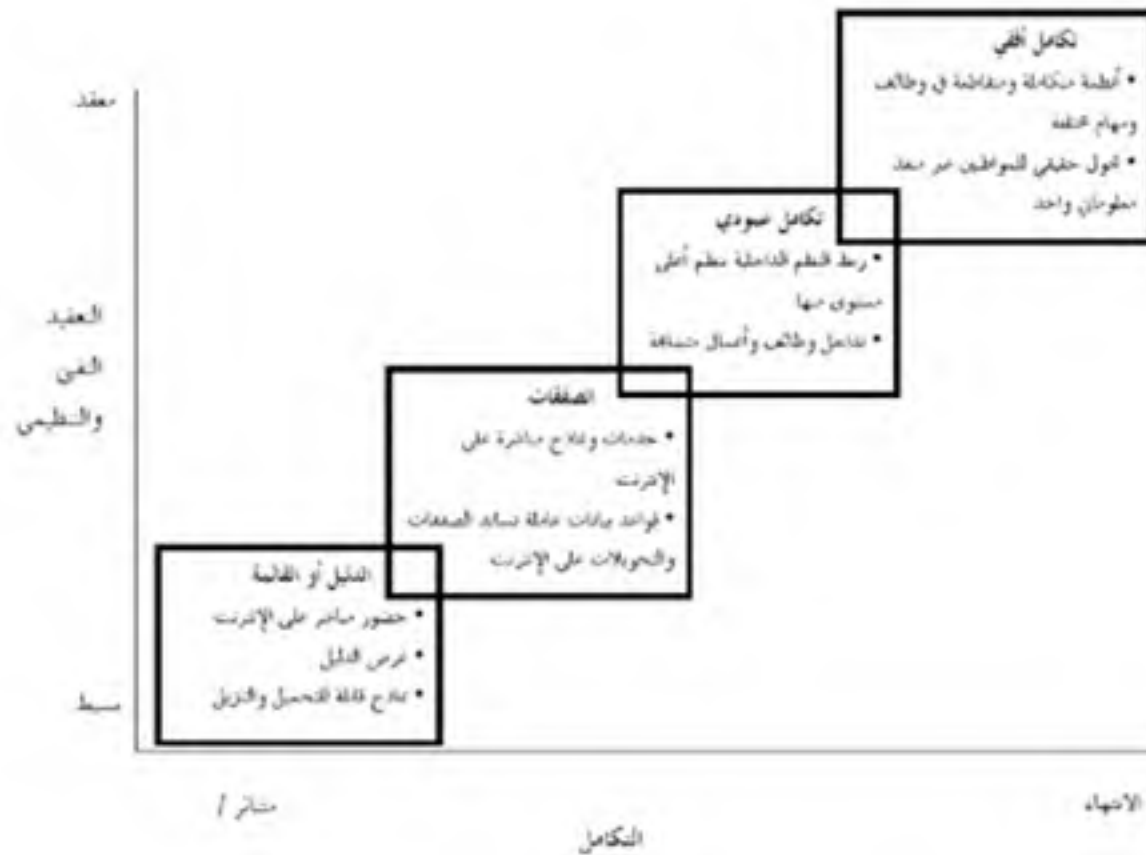 تكامل أفقي
• أنظمة متكاملة ومتقاطعة في وظائف
ومهام مختلفة
• تحول حقيقي للمواطنين عبر منفذ
معلوماتي واحد
معقد
تكامل عمودي
• ربط النظم الداخلية بنظم أعلى
مستوى منها
• تداخل وظائف وأعمال متشابهة
التعقيد
الفني
والتنظيمي
الصفقات
• خدمات ونماذج مباشرة على
الإنترنت
• قواعد بيانات عاملة تساند الصفقات
والتحويلات على الإنترنت
الدليل أو القائمة
• حضور مباشر على الإنترنت
• عرض الدليل
• نماذج قابلة للتحميل والتنزيل
بسيط
متناثر /
الانتهاء
التكامل